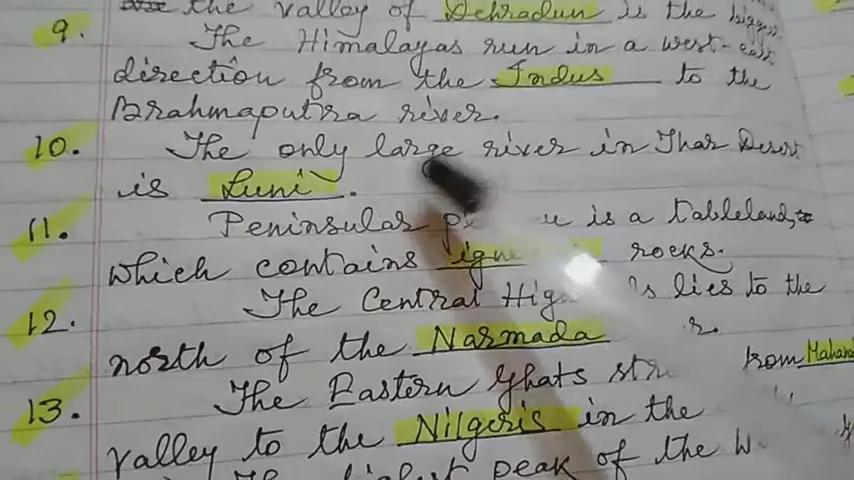 the valley of Dehradun is the
9. The Himalayas run in a west-east
direction from the Indus to the
Brahmaputra river.
10. The only large river in Thar Desert
is Luni.
11. Peninsular is a tableland,
which contains rocks.
12. The Central lies to the
north of the Narmada
13. The Eastern Ghats from
valley to the Nilgiris in the
peak of the